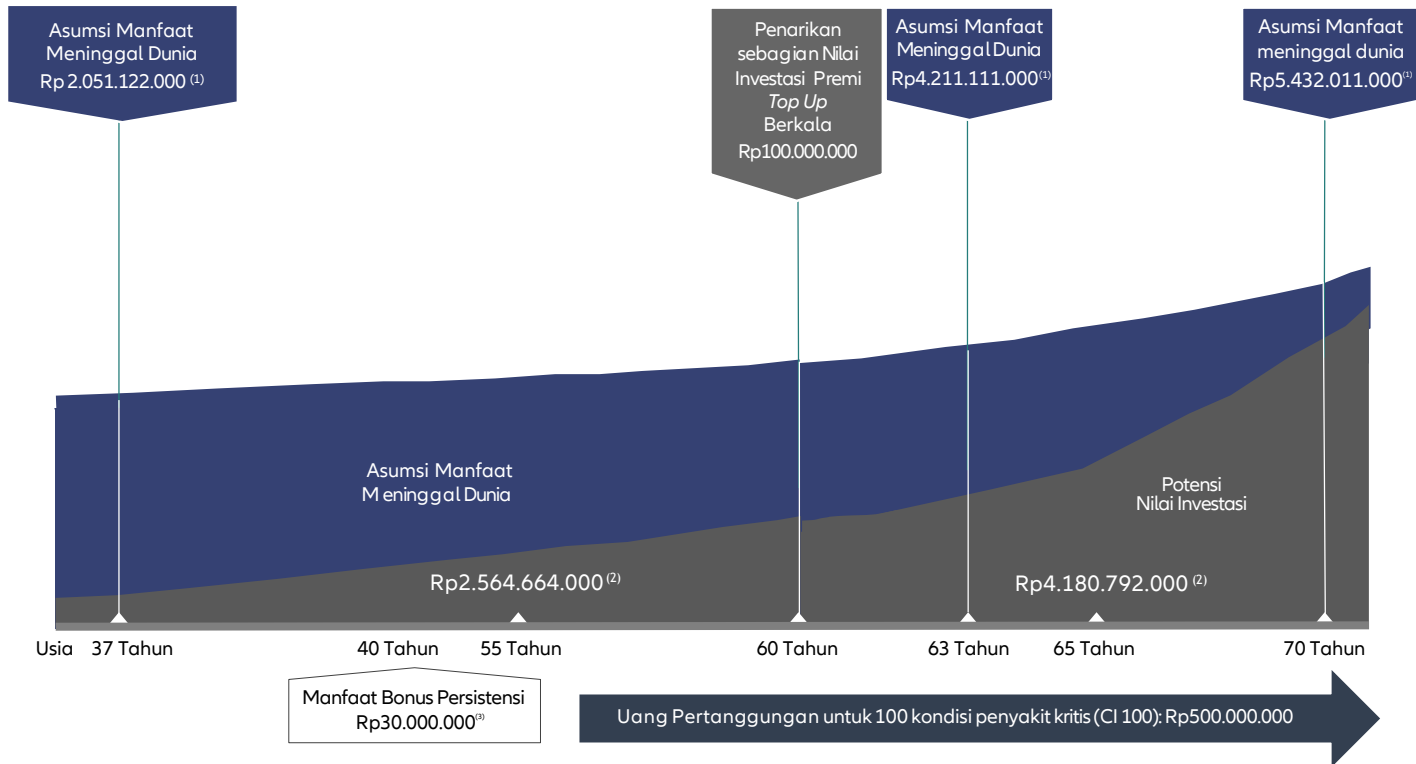 Asumsi Manfaat
Meninggal Dunia
Rp2.051.122.000 (1)
Penarikan
sebagian Nilai
Investasi Premi
Top Up
Berkala
Rp100.000.000
Asumsi Manfaat
Meninggal Dunia
Rp4.211.111.000(1)
Asumsi Manfaat
meninggal dunia
Rp5.432.011.000(1)
Asumsi Manfaat
Meninggal Dunia
Potensi
Nilai Investasi
Rp2.564.664.000 (2)
Rp4.180.792.000 (2)
Usia 37 Tahun 40 Tahun 55 Tahun 60 Tahun 63 Tahun 65 Tahun 70 Tahun
Manfaat Bonus Persistensi
Rp30.000.000(3)
Uang Pertanggungan untuk 100 kondisi penyakit kritis (CI 100): Rp500.000.000